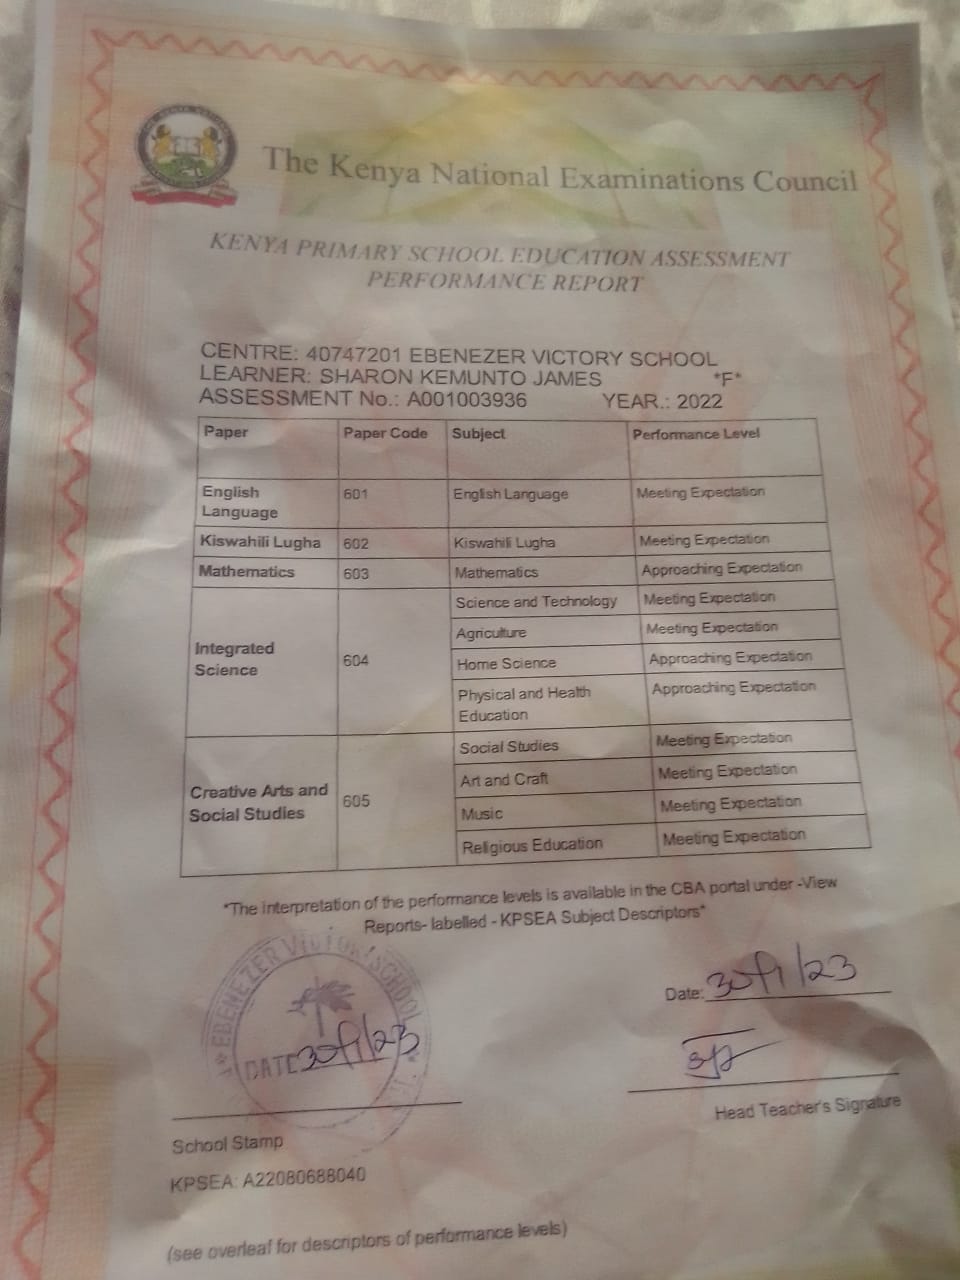 The Kenya National Examinations Council
KENYA PRIMARY SCHOOL EDUCATION ASSESSMENT
PERFORMANCE REPORT
CENTRE: 40747201 EBENEZER VICTORY SCHOOL
LEARNER: SHARON KEMUNTO JAMES *F*
ASSESSMENT No.: A001003936 YEAR.: 2022
Paper Paper Code Subject Performance Level
English Language 601 English Language Meeting Expectation
Kiswahili Lugha 602 Kiswahili Lugha Meeting Expectation
Mathematics 603 Mathematics Approaching Expectation
Integrated Science 604 Science and Technology Meeting Expectation
Agriculture Meeting Expectation
Home Science Approaching Expectation
Physical and Health Education Approaching Expectation
Creative Arts and Social Studies 605 Social Studies Meeting Expectation
Art and Craft Meeting Expectation
Music Meeting Expectation
Religious Education Meeting Expectation
*The interpretation of the performance levels is available in the CBA portal under -View
Reports- labelled - KPSEA Subject Descriptors*
EBENEZER VICTORY SCHOOL
DATE 30/1/23
Date: 30/1/23
School Stamp
Head Teacher's Signature
KPSEA: A22080688040
(see overleaf for descriptors of performance levels)